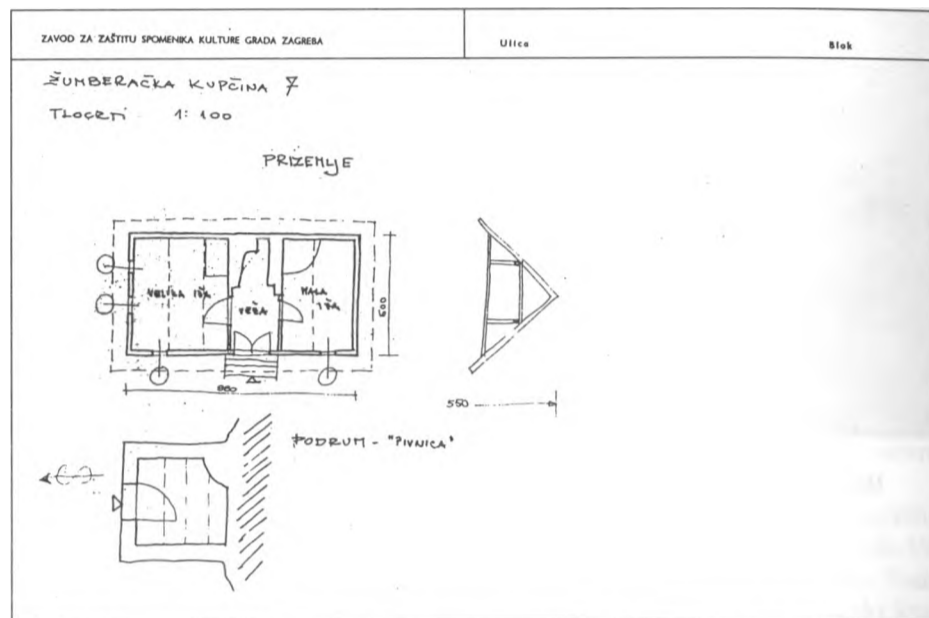 ZAVOD ZA ZAŠTITU SPOMENIKA KULTURE GRADA ZAGREBA
Ulica
Blok
ŽUMBERAČKA KUPČINA 7
TLOCRTI 1:100
PRIZEMLJE
VELIKA IŽA
VEŽA
MALA
IŽA
600
960
550
PODRUM - "PIVNICA"